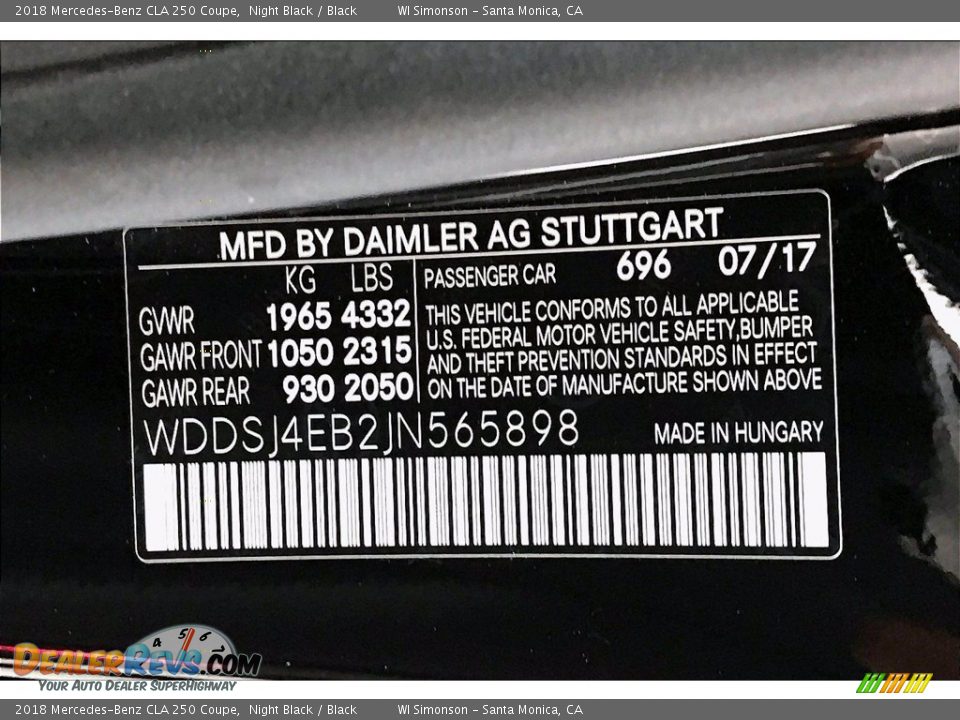 2018 Mercedes-Benz CLA 250 Coupe, Night Black / Black WI Simonson - Santa Monica, CA
MFD BY DAIMLER AG STUTTGART
KG LBS
GVWR 1965 4332
GAWR FRONT 1050 2315
GAWR REAR 930 2050
PASSENGER CAR 696 07/17
THIS VEHICLE CONFORMS TO ALL APPLICABLE
U.S. FEDERAL MOTOR VEHICLE SAFETY,BUMPER
AND THEFT PREVENTION STANDARDS IN EFFECT
ON THE DATE OF MANUFACTURE SHOWN ABOVE
WDDSJ4EB2JN565898 MADE IN HUNGARY
4 5 6
DEALERREVS.COM
YOUR AUTO DEALER SUPERHIGHWAY
2018 Mercedes-Benz CLA 250 Coupe, Night Black / Black WI Simonson - Santa Monica, CA